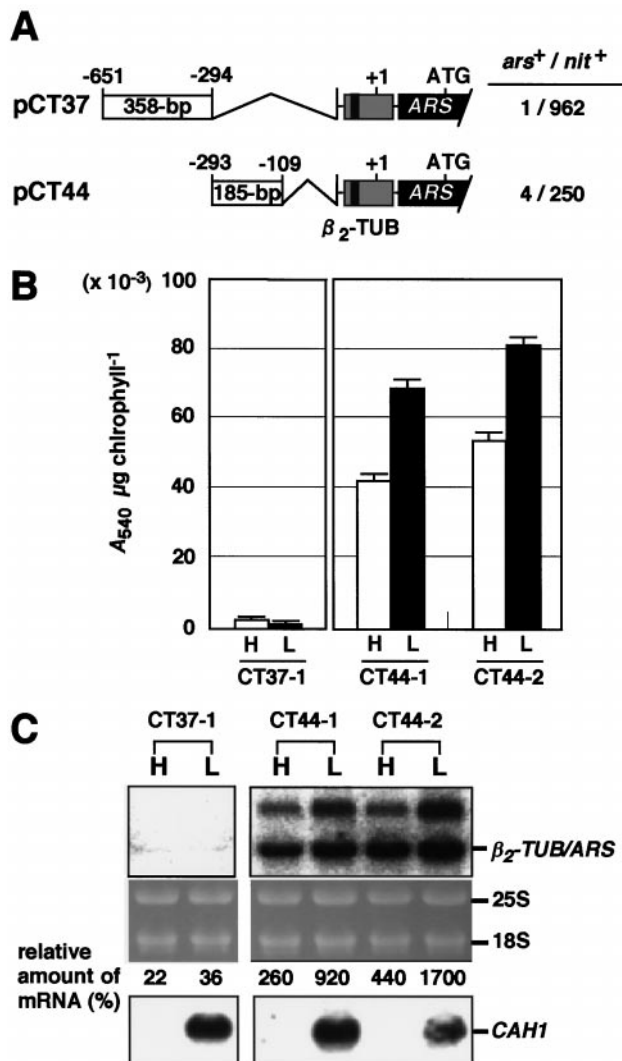 A
ars+ / nit+
-651 -294 +1 ATG
pCT37 358-bp ARS 1 / 962
-293 -109 +1 ATG
pCT44 185-bp ARS 4 / 250
β2-TUB
B
(x 10-3)
100
80
60
40
20
0
A540 µg chlrophyll-1
H L H L H L
CT37-1 CT44-1 CT44-2
C
CT37-1 CT44-1 CT44-2
H L H L H L
β2-TUB/ARS
25S
18S
relative
amount of
mRNA (%)
22 36 260 920 440 1700
CAH1